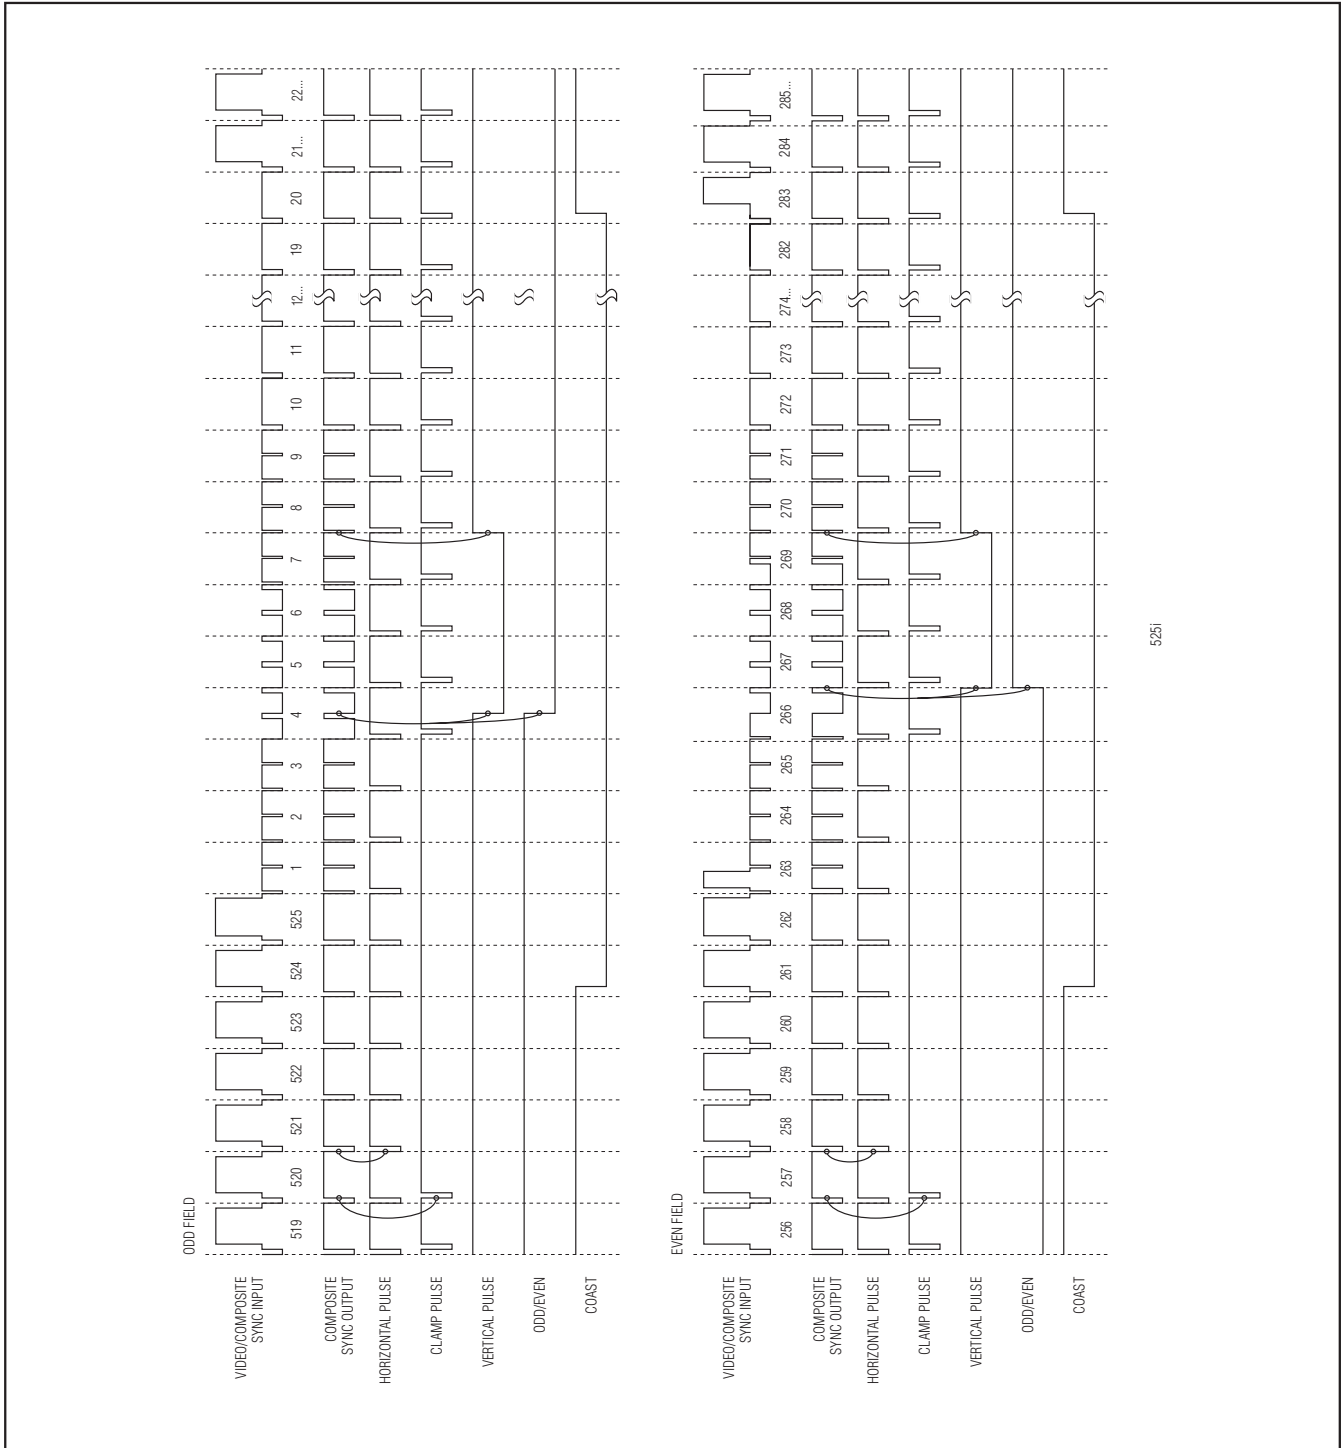 ODD FIELD
VIDEO/COMPOSITE
SYNC INPUT
519 520 521 522 523 524 525 1 2 3 4 5 6 7 8 9 10 11 12... 19 20 21... 22...
COMPOSITE
SYNC OUTPUT
HORIZONTAL PULSE
CLAMP PULSE
VERTICAL PULSE
ODD/EVEN
COAST
EVEN FIELD
VIDEO/COMPOSITE
SYNC INPUT
256 257 258 259 260 261 262 263 264 265 266 267 268 269 270 271 272 273 274... 282 283 284 285...
COMPOSITE
SYNC OUTPUT
HORIZONTAL PULSE
CLAMP PULSE
VERTICAL PULSE
ODD/EVEN
COAST
525i